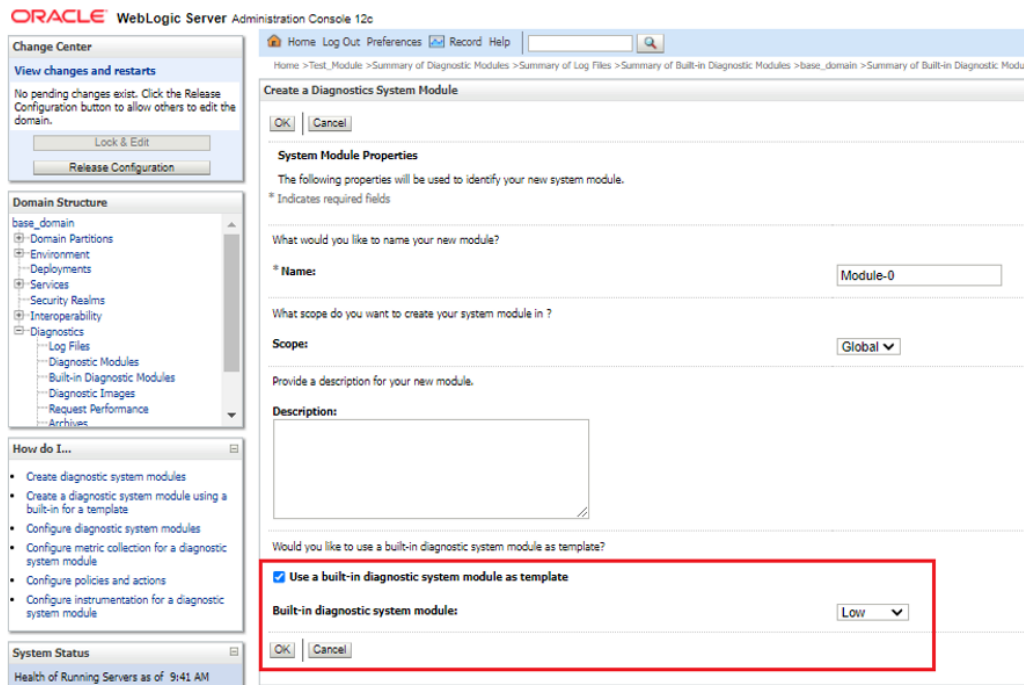 ORACLE WebLogic Server Administration Console 12c
Change Center
View changes and restarts
No pending changes exist. Click the Release
Configuration button to allow others to edit the
domain.
Lock & Edit
Release Configuration
Domain Structure
base_domain
Domain Partitions
Environment
Deployments
Services
Security Realms
Interoperability
Diagnostics
Log Files
Diagnostic Modules
Built-in Diagnostic Modules
Diagnostic Images
Request Performance
Archives
How do I...
Create diagnostic system modules
Create a diagnostic system module using a
built-in for a template
Configure diagnostic system modules
Configure metric collection for a diagnostic
system module
Configure policies and actions
Configure instrumentation for a diagnostic
system module
System Status
Health of Running Servers as of 9:41 AM
Home Log Out Preferences Record Help
Home >Test_Module >Summary of Diagnostic Modules >Summary of Log Files >Summary of Built-in Diagnostic Modules >base_domain >Summary of Built-in Diagnostic Modu
Create a Diagnostics System Module
OK Cancel
System Module Properties
The following properties will be used to identify your new system module.
* Indicates required fields
What would you like to name your new module?
* Name: Module-0
What scope do you want to create your system module in ?
Scope: Global
Provide a description for your new module.
Description:
Would you like to use a built-in diagnostic system module as template?
Use a built-in diagnostic system module as template
Built-in diagnostic system module: Low
OK Cancel